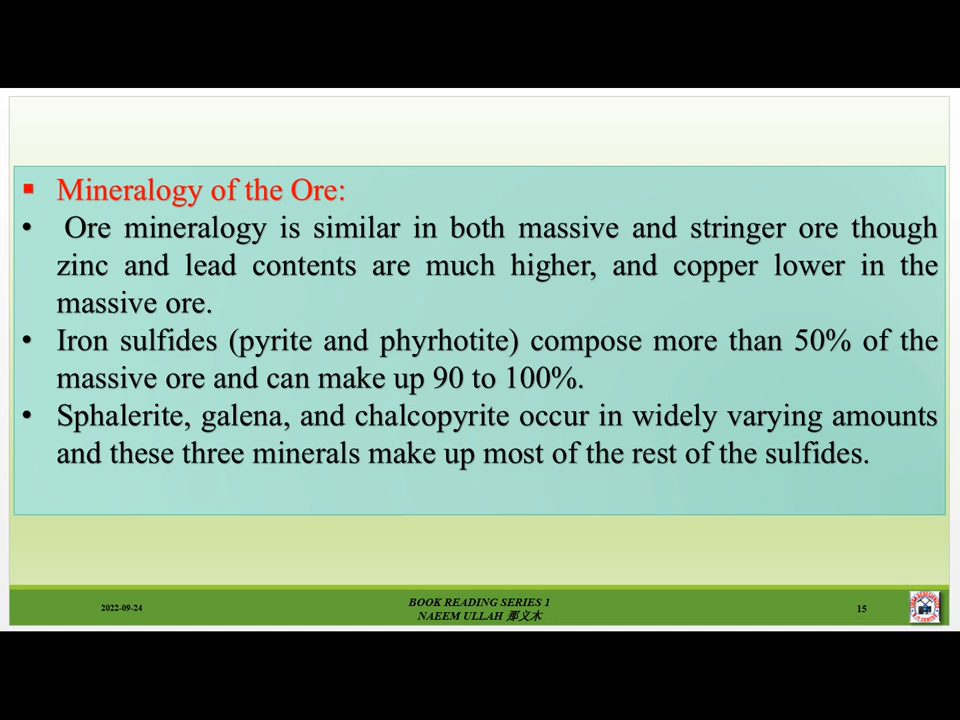 ▪ Mineralogy of the Ore:
• Ore mineralogy is similar in both massive and stringer ore though
zinc and lead contents are much higher, and copper lower in the
massive ore.
• Iron sulfides (pyrite and phyrhotite) compose more than 50% of the
massive ore and can make up 90 to 100%.
• Sphalerite, galena, and chalcopyrite occur in widely varying amounts
and these three minerals make up most of the rest of the sulfides.
2022-09-24
BOOK READING SERIES 1
NAEEM ULLAH 那义木
15